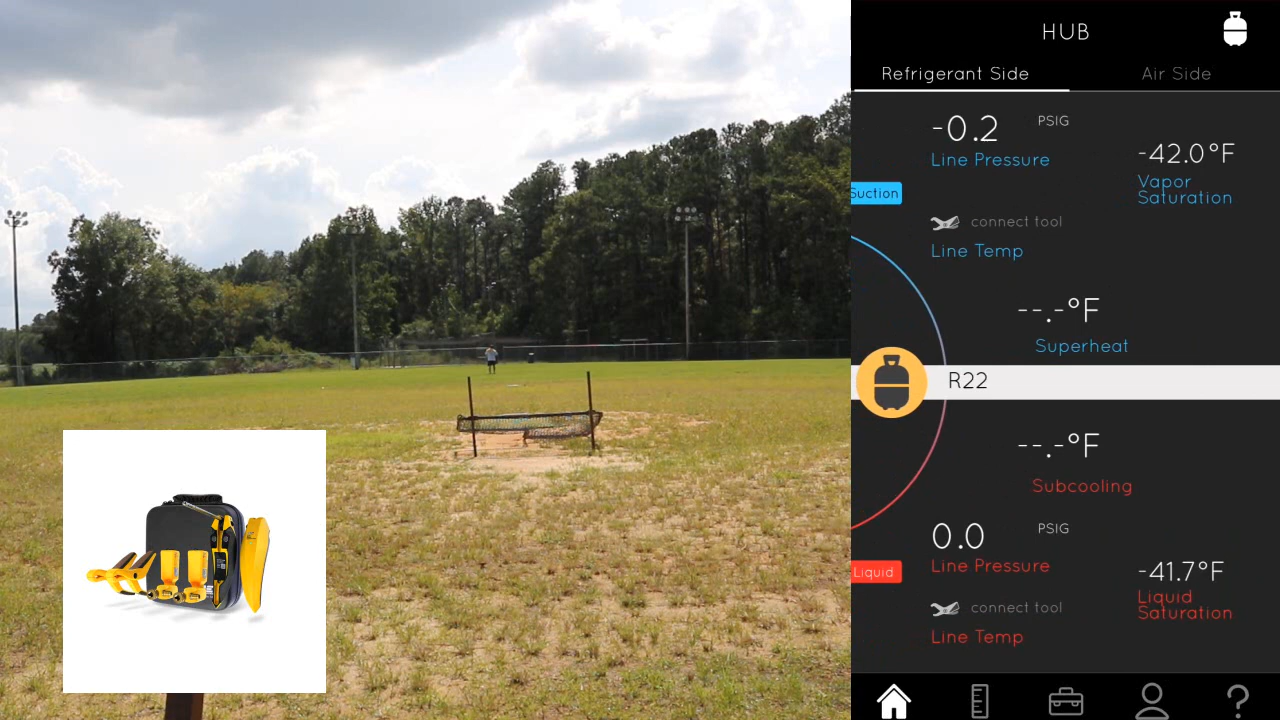 HUB
Refrigerant Side
Air Side
-0.2 PSIG
Line Pressure
-42.0°F
Vapor
Saturation
Suction
connect tool
Line Temp
--.-°F
Superheat
R22
--.-°F
Subcooling
0.0 PSIG
Line Pressure
-41.7°F
Liquid
Saturation
Liquid
connect tool
Line Temp
?